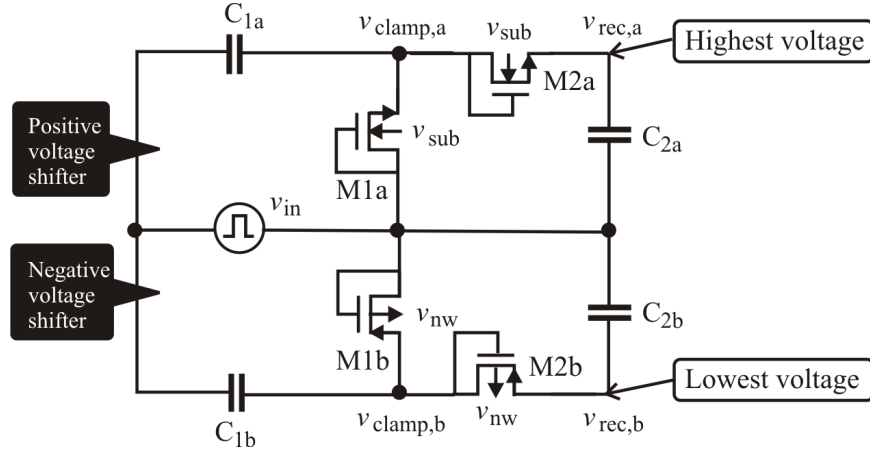 C1a
vclamp,a
vsub
vrec,a
Highest voltage
M2a
Positive
voltage
shifter
vsub
C2a
M1a
vin
Negative
voltage
shifter
vnw
C2b
M1b
M2b
Lowest voltage
C1b
vclamp,b
vnw
vrec,b